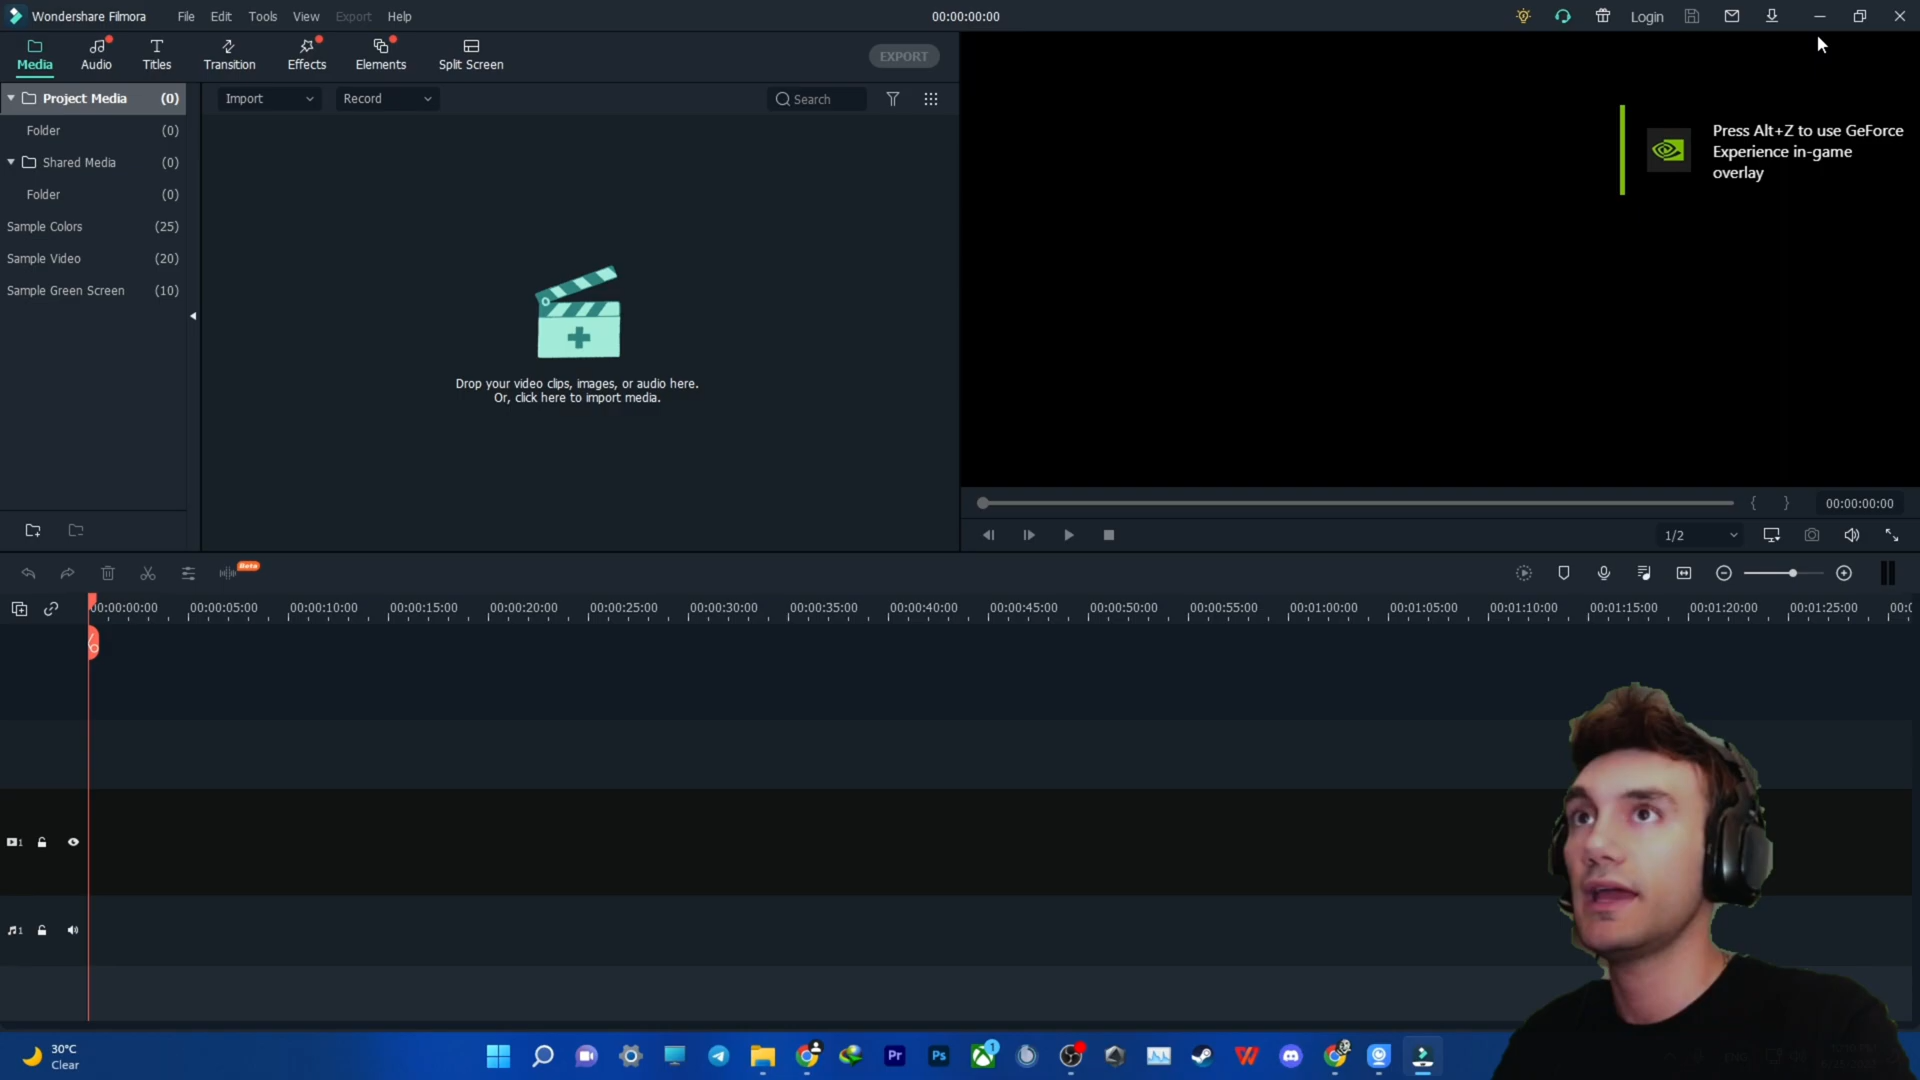 Wondershare Filmora
File Edit Tools View Export Help
00:00:00:00
Login
Media
Audio
Titles
Transition
Effects
Elements
Split Screen
EXPORT
Project Media (0)
Folder (0)
Shared Media (0)
Folder (0)
Sample Colors (25)
Sample Video (20)
Sample Green Screen (10)
Import
Record
Search
Drop your video clips, images, or audio here.
Or, click here to import media.
Press Alt+Z to use GeForce
Experience in-game
overlay
{ } 00:00:00:00
1/2
Beta
00:00:00:00 00:00:05:00 00:00:10:00 00:00:15:00 00:00:20:00 00:00:25:00 00:00:30:00 00:00:35:00 00:00:40:00 00:00:45:00 00:00:50:00 00:00:55:00 00:01:00:00 00:01:05:00 00:01:10:00 00:01:15:00 00:01:20:00 00:01:25:00
1
1
30°C
Clear
Pr
Ps
1